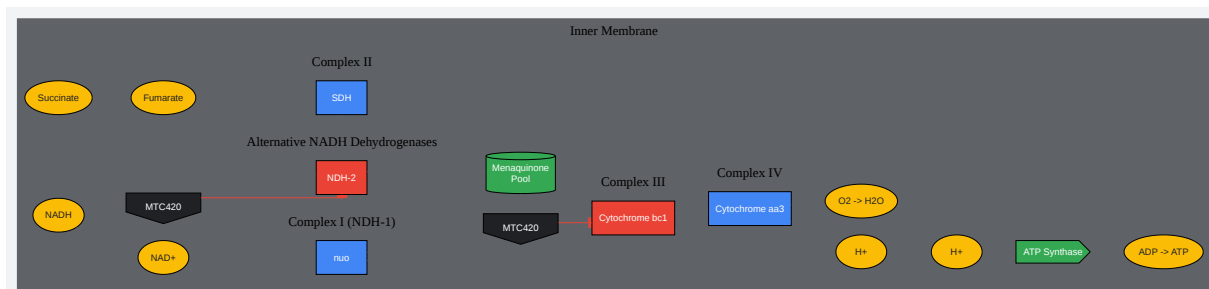 Inner Membrane
Complex II
Succinate
Fumarate
SDH
Alternative NADH Dehydrogenases
NDH-2
Menaquinone
Pool
Complex III
Complex IV
MTC420
NADH
Complex I (NDH-1)
MTC420
Cytochrome bc1
Cytochrome aa3
O2 -> H2O
NAD+
nuo
H+
H+
ATP Synthase
ADP -> ATP